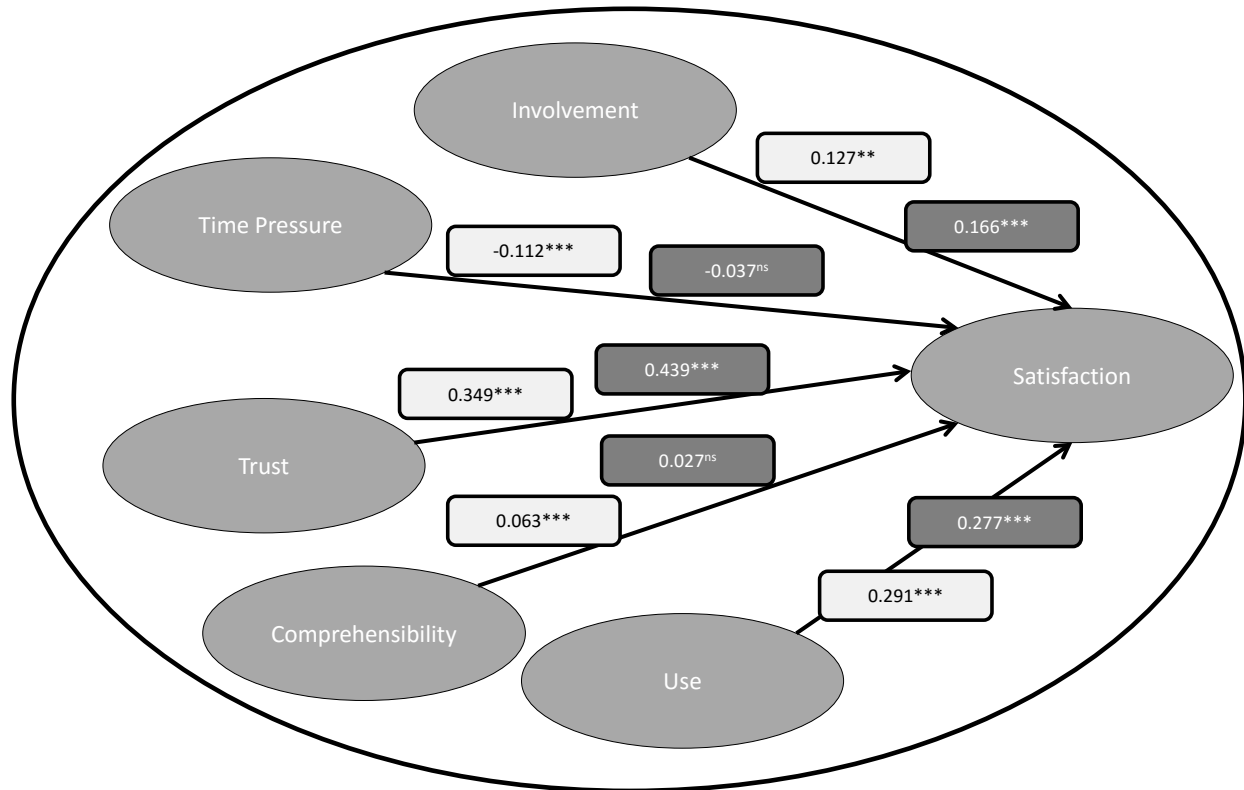 Involvement
0.127**
Time Pressure
0.166***
-0.112***
-0.037ns
0.439***
Satisfaction
0.349***
Trust
0.027ns
0.063***
0.277***
0.291***
Comprehensibility
Use